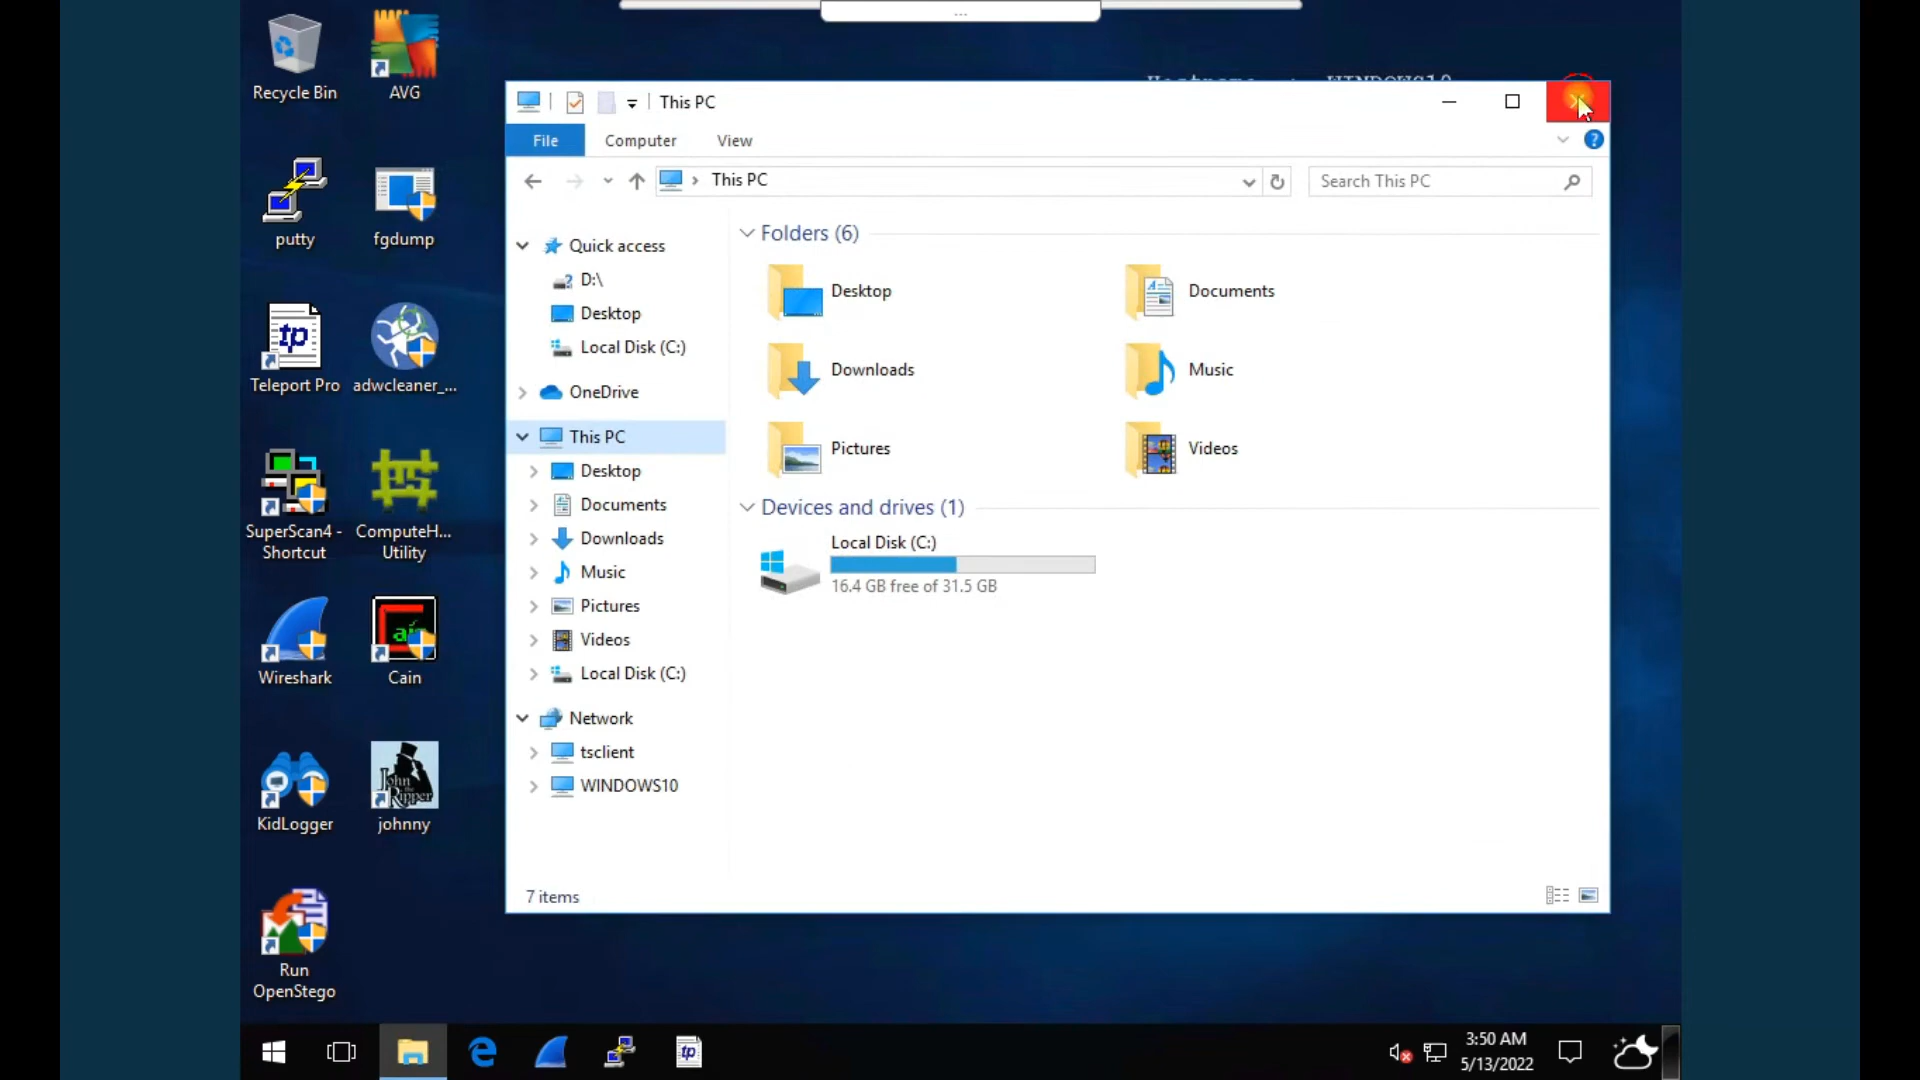 ...
Recycle Bin
AVG
putty
fgdump
Teleport Pro
adwcleaner_...
SuperScan4 -
Shortcut
ComputeH...
Utility
Wireshark
Cain
KidLogger
johnny
Run
OpenStego
WINDOWS10
This PC
File
Computer
View
This PC
Search This PC
Quick access
D:\
Desktop
Local Disk (C:)
OneDrive
This PC
Desktop
Documents
Downloads
Music
Pictures
Videos
Local Disk (C:)
Network
tsclient
WINDOWS10
Folders (6)
Desktop
Documents
Downloads
Music
Pictures
Videos
Devices and drives (1)
Local Disk (C:)
16.4 GB free of 31.5 GB
7 items
3:50 AM
5/13/2022